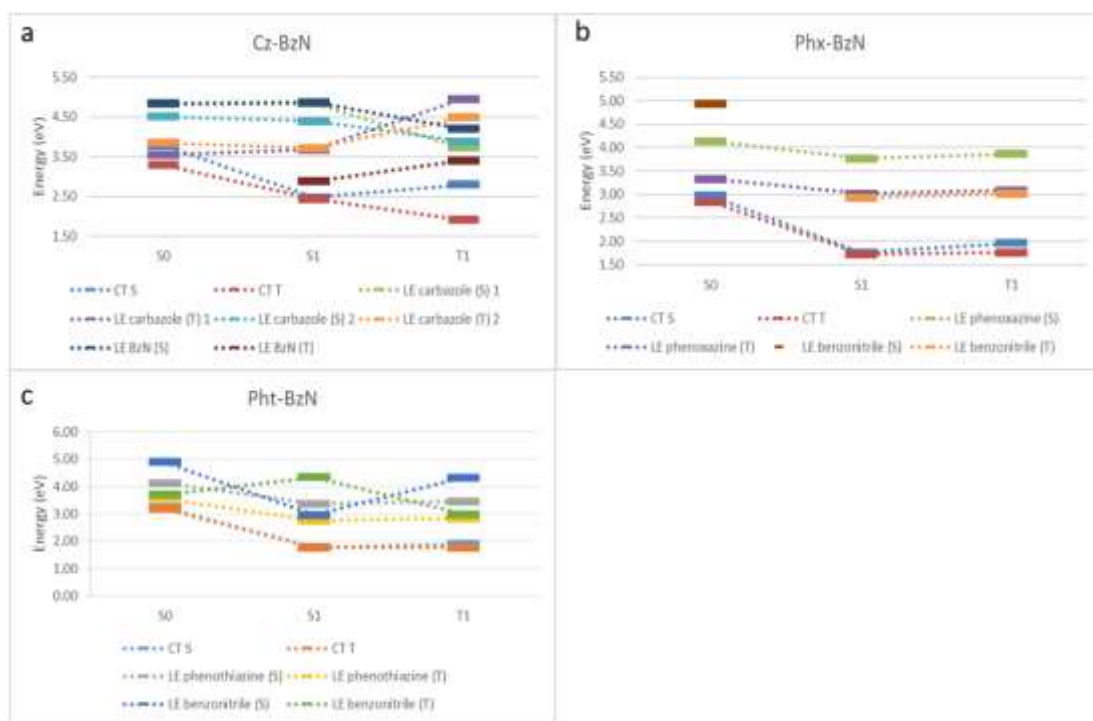 a
Cz-BzN
5.50
4.50
3.50
2.50
1.50
Energy (eV)
S0 S1 T1
CT S CT T LE carbazole (S) 1
LE carbazole (T) 1 LE carbazole (S) 2 LE carbazole (T) 2
LE BzN (S) LE BzN (T)
b
Phx-BzN
5.50
5.00
4.50
4.00
3.50
3.00
2.50
2.00
1.50
Energy (eV)
S0 S1 T1
CT S CT T LE phenoxazine (S)
LE phenoxazine (T) LE benzonitrile (S) LE benzonitrile (T)
c
Pht-BzN
6.00
5.00
4.00
3.00
2.00
1.00
0.00
Energy (eV)
S0 S1 T1
CT S CT T
LE phenothiazine (S) LE phenothiazine (T)
LE benzonitrile (S) LE benzonitrile (T)